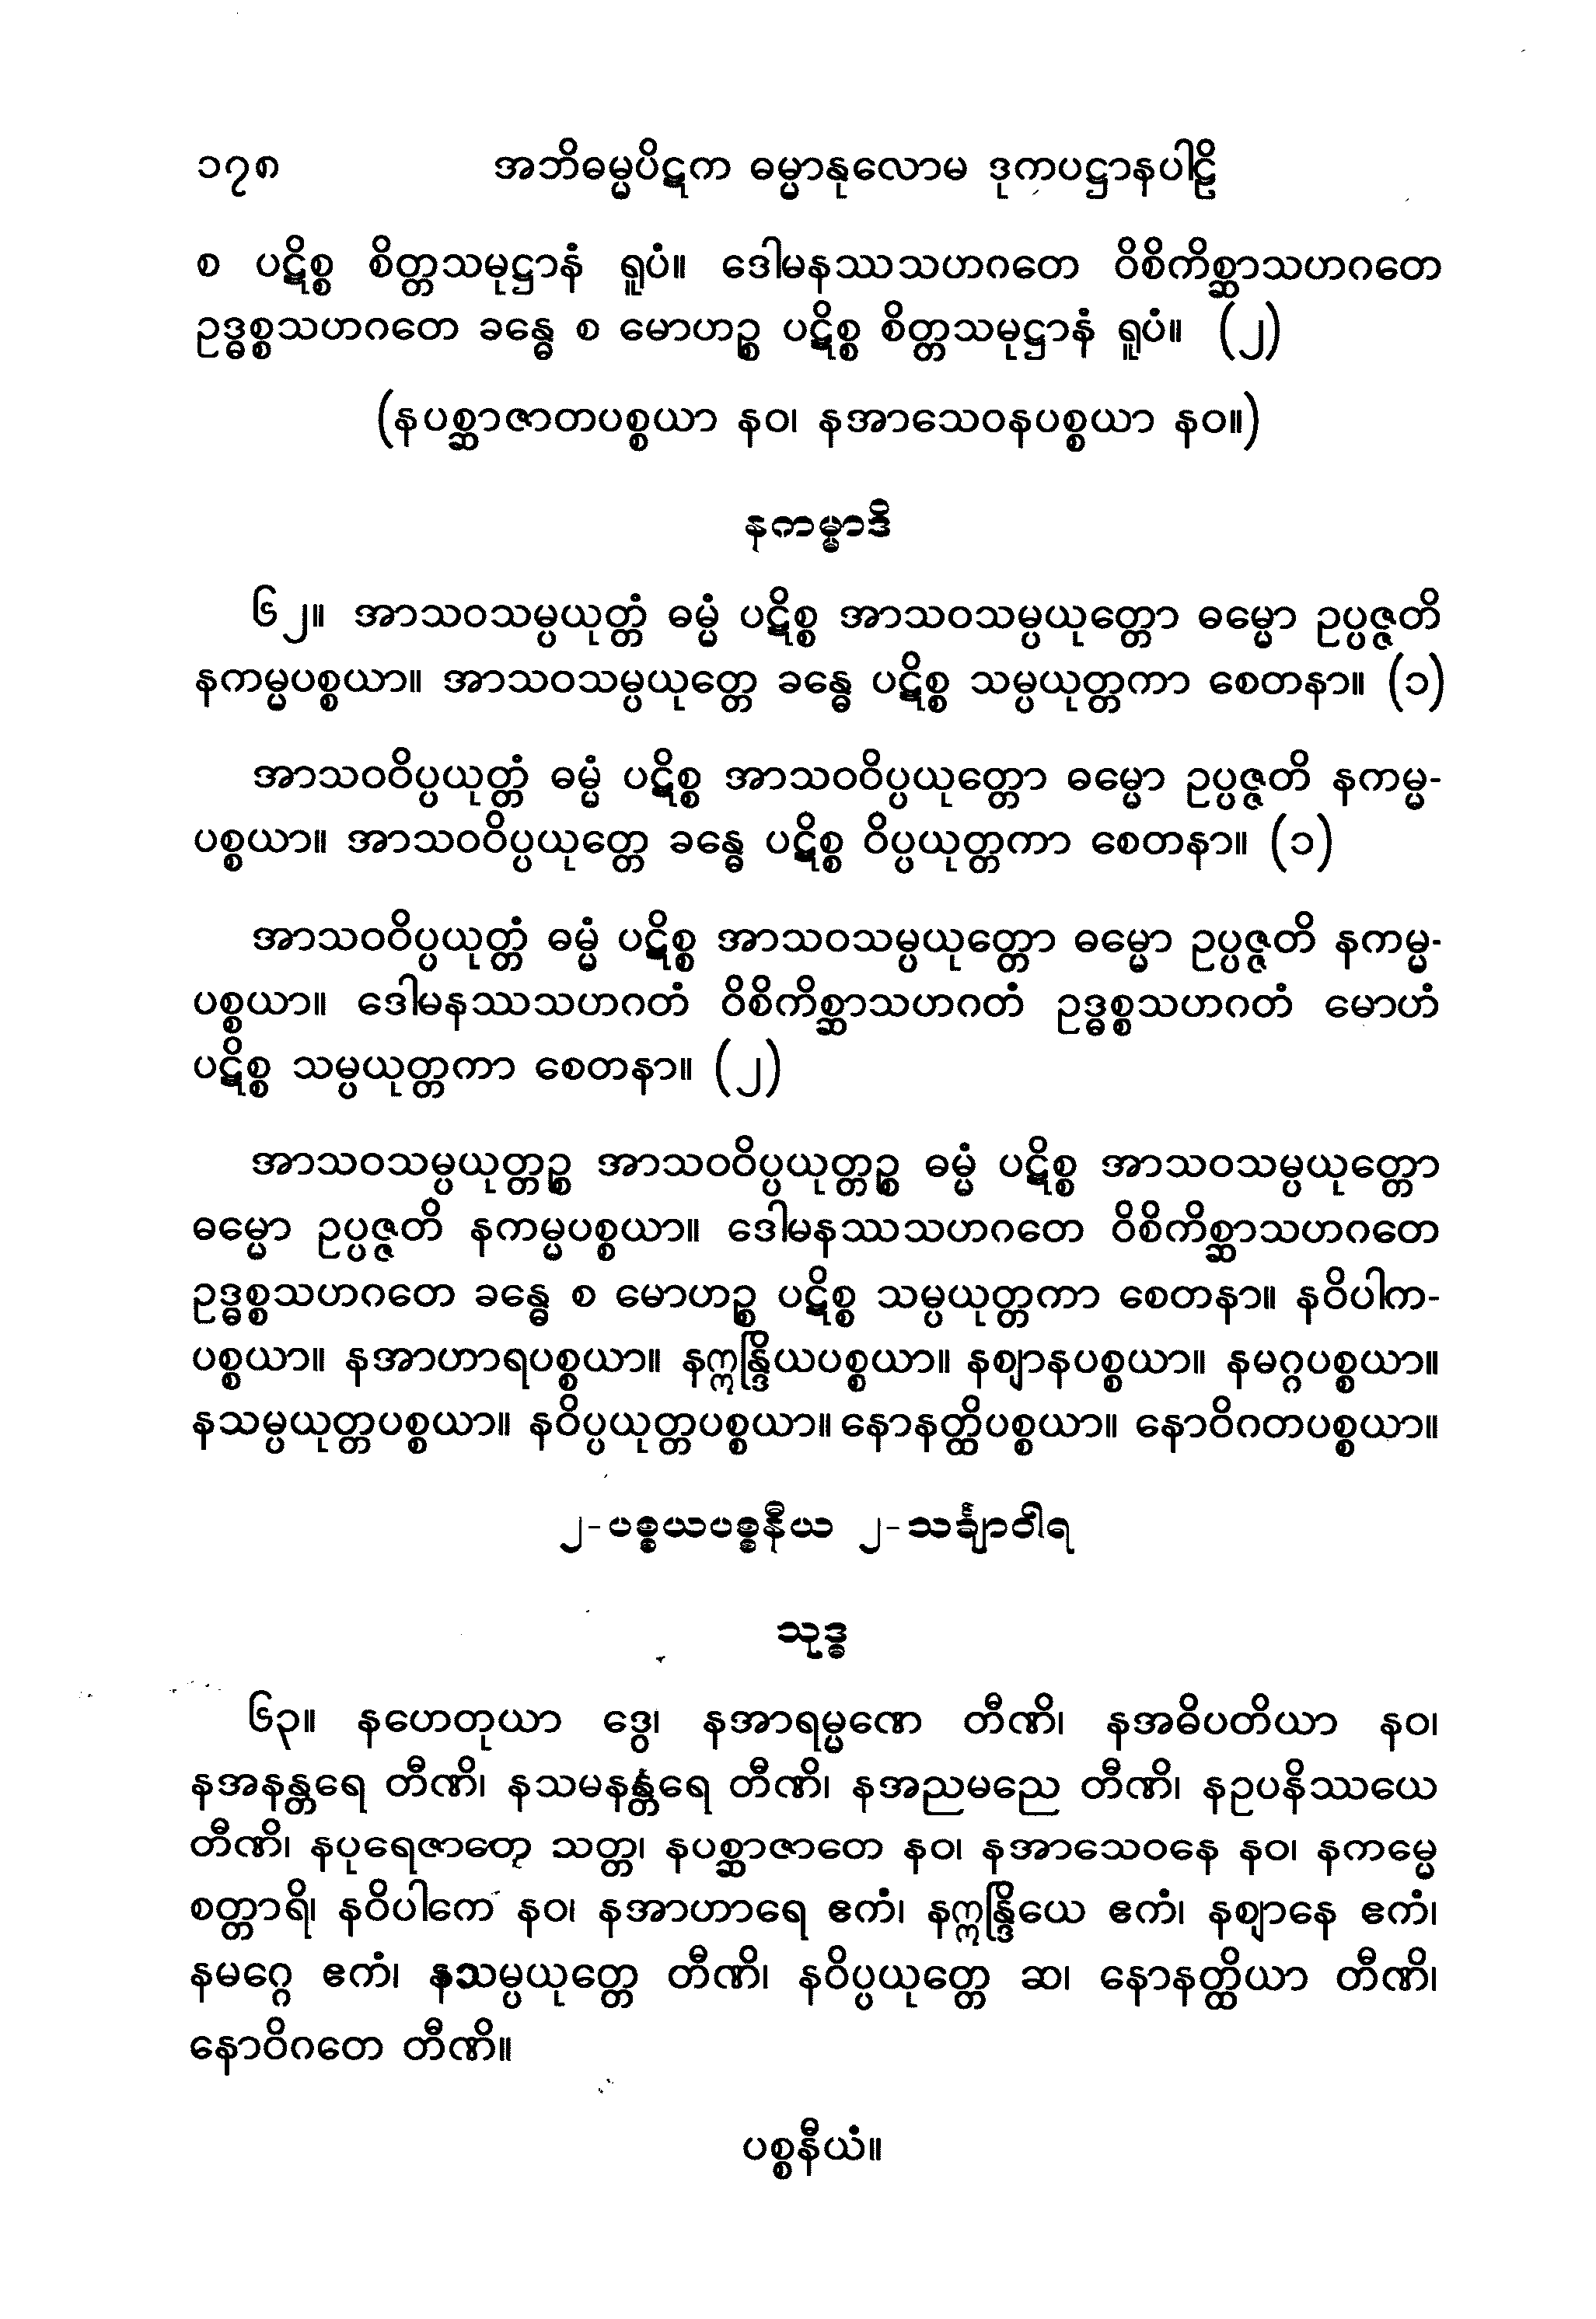 ၁၇၈ အဘိဓမ္မပိဋက ဓမ္မာနုလောမ ဒုကပဋ္ဌာနပါဠိ
စ ပဋိစ္စ စိတ္တသမုဋ္ဌာနံ ရူပံ။ ဒေါမနဿသဟဂတေ ဝိစိကိစ္ဆာသဟဂတေ
ဥဒ္ဓစ္စသဟဂတေ ခန္ဓေ စ မောဟဉ္စ ပဋိစ္စ စိတ္တသမုဋ္ဌာနံ ရူပံ။ (၂)
(နပစ္ဆာဇာတပစ္စယာ နဝ၊ နအာသေဝနပစ္စယာ နဝ။)
နကမ္မာဒိ
၆၂။ အာသဝသမ္ပယုတ္တံ ဓမ္မံ ပဋိစ္စ အာသဝသမ္ပယုတ္တော ဓမ္မော ဥပ္ပဇ္ဇတိ
နကမ္မပစ္စယာ။ အာသဝသမ္ပယုတ္တေ ခန္ဓေ ပဋိစ္စ သမ္ပယုတ္တကာ စေတနာ။ (၁)
အာသဝဝိပ္ပယုတ္တံ ဓမ္မံ ပဋိစ္စ အာသဝဝိပ္ပယုတ္တော ဓမ္မော ဥပ္ပဇ္ဇတိ နကမ္မ-
ပစ္စယာ။ အာသဝဝိပ္ပယုတ္တေ ခန္ဓေ ပဋိစ္စ ဝိပ္ပယုတ္တကာ စေတနာ။ (၁)
အာသဝဝိပ္ပယုတ္တံ ဓမ္မံ ပဋိစ္စ အာသဝသမ္ပယုတ္တော ဓမ္မော ဥပ္ပဇ္ဇတိ နကမ္မ-
ပစ္စယာ။ ဒေါမနဿသဟဂတံ ဝိစိကိစ္ဆာသဟဂတံ ဥဒ္ဓစ္စသဟဂတံ မောဟံ
ပဋိစ္စ သမ္ပယုတ္တကာ စေတနာ။ (၂)
အာသဝသမ္ပယုတ္တဉ္စ အာသဝဝိပ္ပယုတ္တဉ္စ ဓမ္မံ ပဋိစ္စ အာသဝသမ္ပယုတ္တော
ဓမ္မော ဥပ္ပဇ္ဇတိ နကမ္မပစ္စယာ။ ဒေါမနဿသဟဂတေ ဝိစိကိစ္ဆာသဟဂတေ
ဥဒ္ဓစ္စသဟဂတေ ခန္ဓေ စ မောဟဉ္စ ပဋိစ္စ သမ္ပယုတ္တကာ စေတနာ။ နဝိပါက-
ပစ္စယာ။ နအာဟာရပစ္စယာ။ နဣန္ဒြိယပစ္စယာ။ နဈာနပစ္စယာ။ နမဂ္ဂပစ္စယာ။
နသမ္ပယုတ္တပစ္စယာ။ နဝိပ္ပယုတ္တပစ္စယာ။ နောနတ္ထိပစ္စယာ။ နောဝိဂတပစ္စယာ။
၂-ပစ္စယပစ္စနီယ ၂-သင်္ချာဝါရ
သုဒ္ဓ
၆၃။ နဟေတုယာ ဒွေ၊ နအာရမ္မဏေ တီဏိ၊ နအဓိပတိယာ နဝ၊
နအနန္တရေ တီဏိ၊ နသမနန္တရေ တီဏိ၊ နအညမညေ တီဏိ၊ နဥပနိဿယေ
တီဏိ၊ နပုရေဇာတေ သတ္တ၊ နပစ္ဆာဇာတေ နဝ၊ နအာသေဝနေ နဝ၊ နကမ္မေ
စတ္တာရိ၊ နဝိပါကေ နဝ၊ နအာဟာရေ ဧကံ၊ နဣန္ဒြိယေ ဧကံ၊ နဈာနေ ဧကံ၊
နမဂ္ဂေ ဧကံ၊ နသမ္ပယုတ္တေ တီဏိ၊ နဝိပ္ပယုတ္တေ ဆ၊ နောနတ္ထိယာ တီဏိ၊
နောဝိဂတေ တီဏိ။
ပစ္စနီယံ။